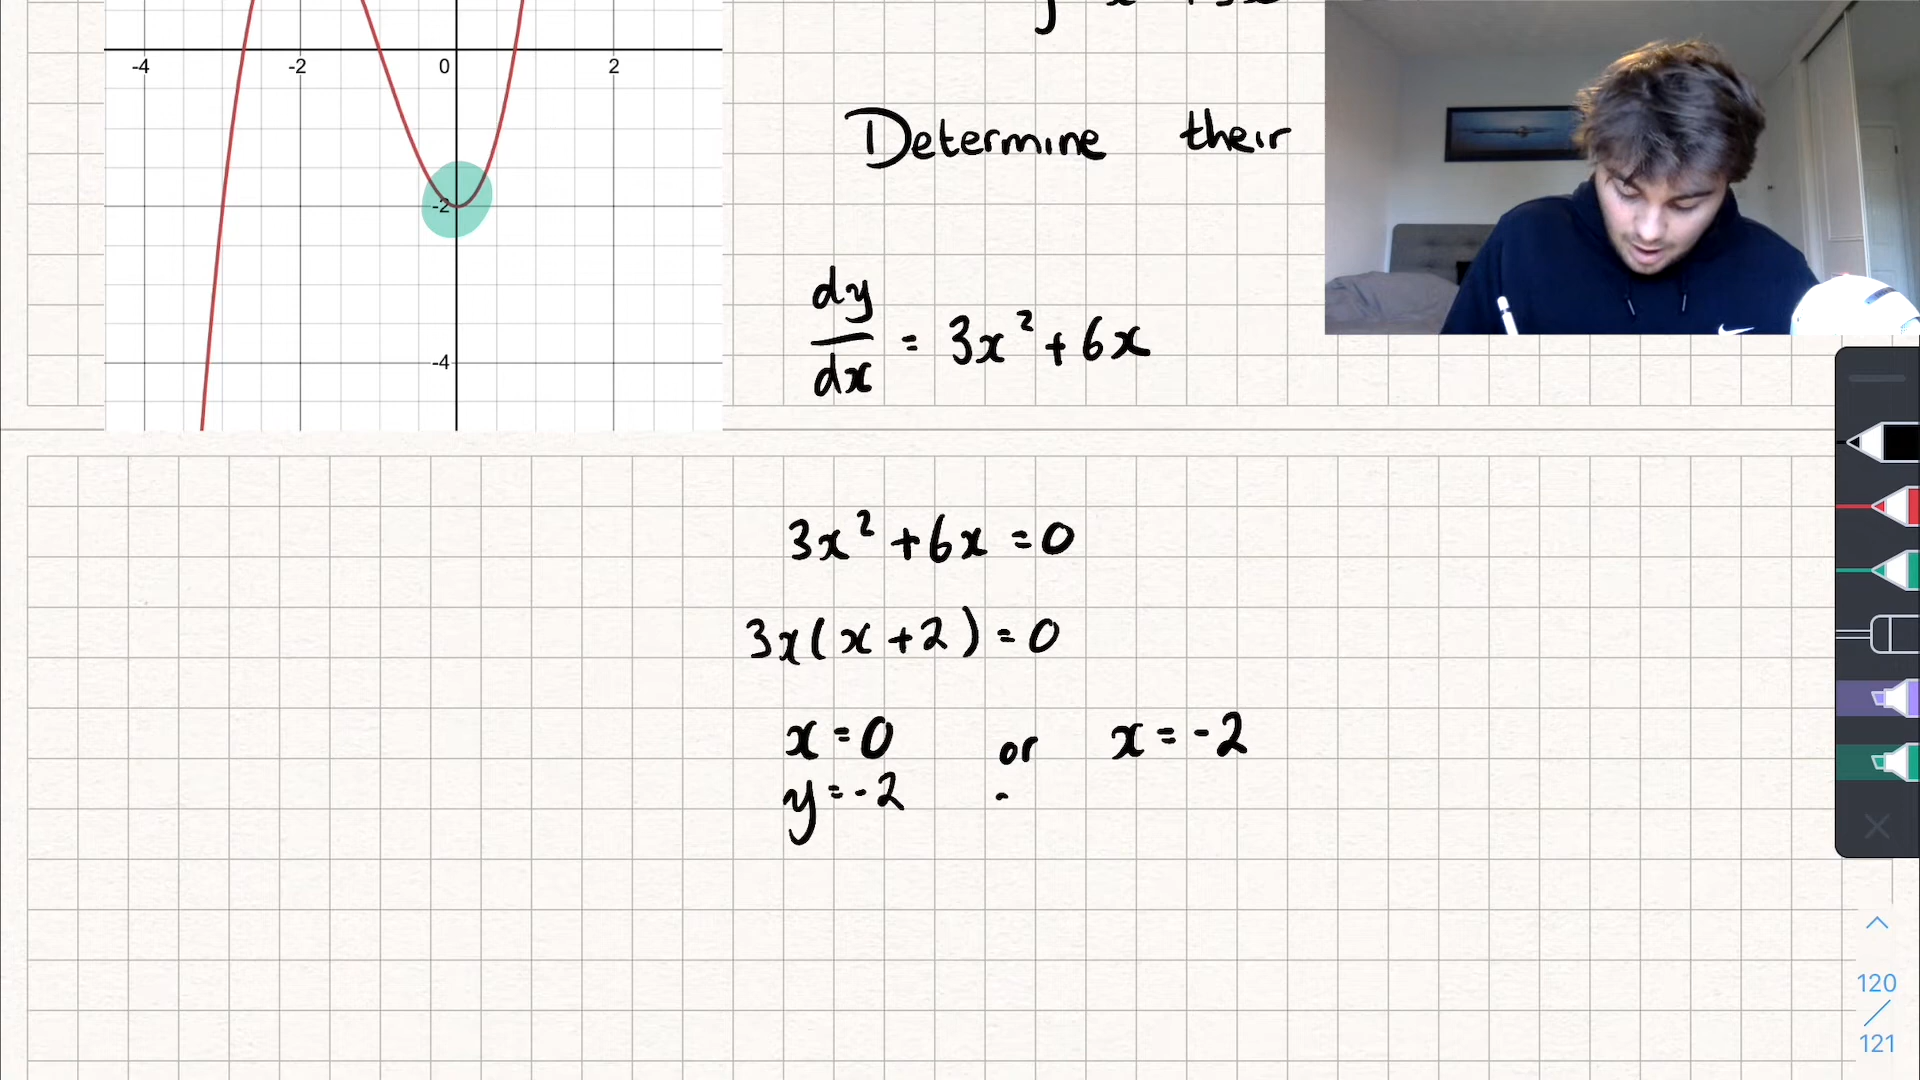 -4 -2 0 2
-2
-4
Determine their
dy/dx = 3x² + 6x
3x² + 6x = 0
3x(x + 2) = 0
x = 0 or x = -2
y = -2
120
/
121